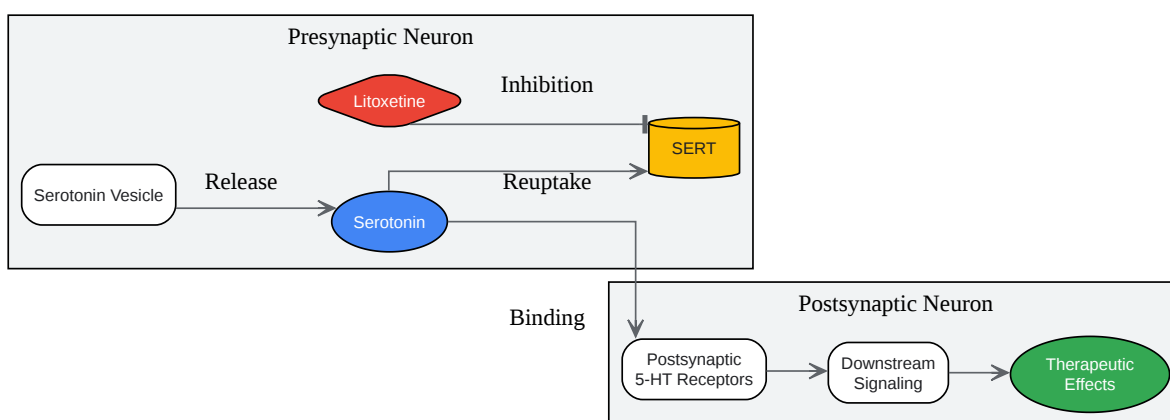 Presynaptic Neuron
Litoxetine
Inhibition
SERT
Serotonin Vesicle
Release
Reuptake
Serotonin
Postsynaptic Neuron
Binding
Postsynaptic
5-HT Receptors
Downstream
Signaling
Therapeutic
Effects